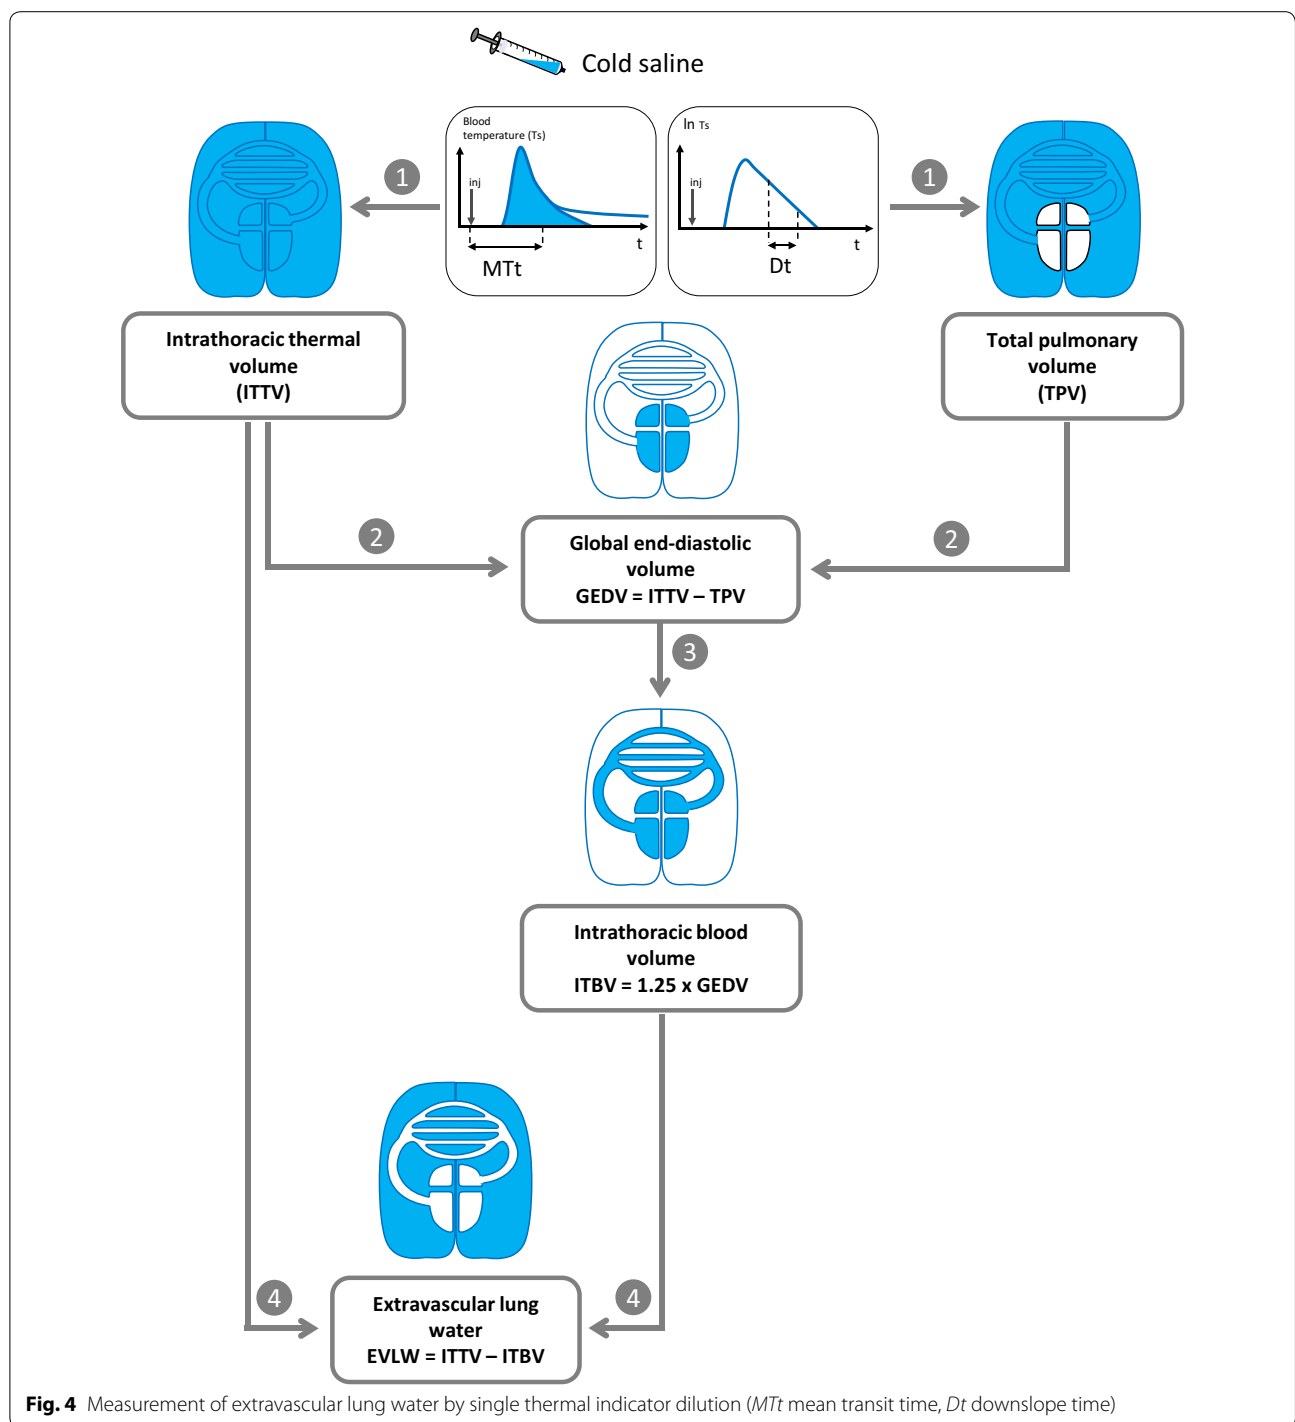 Cold saline
Blood
temperature (Ts)
inj
t
MTt
ln Ts
inj
t
Dt
1
1
Intrathoracic thermal
volume
(ITTV)
Total pulmonary
volume
(TPV)
2
2
Global end-diastolic
volume
GEDV = ITTV – TPV
3
Intrathoracic blood
volume
ITBV = 1.25 x GEDV
4
4
Extravascular lung
water
EVLW = ITTV – ITBV
Fig. 4 Measurement of extravascular lung water by single thermal indicator dilution (MTt mean transit time, Dt downslope time)